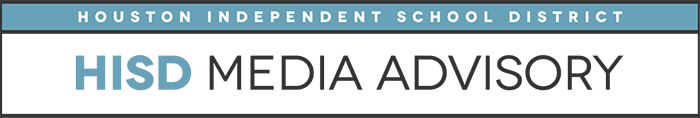 HOUSTON INDEPENDENT SCHOOL DISTRICT
HISD MEDIA ADVISORY